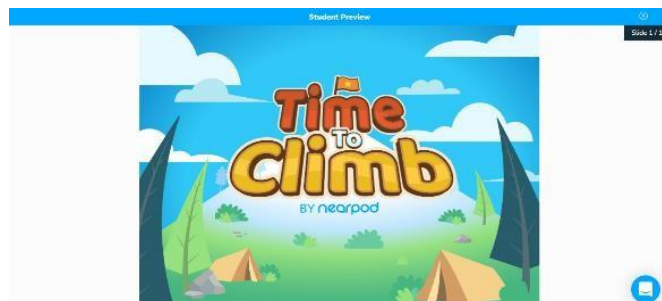 Student Preview
Slide 1 / 1
Time
To
Climb
BY nearpod